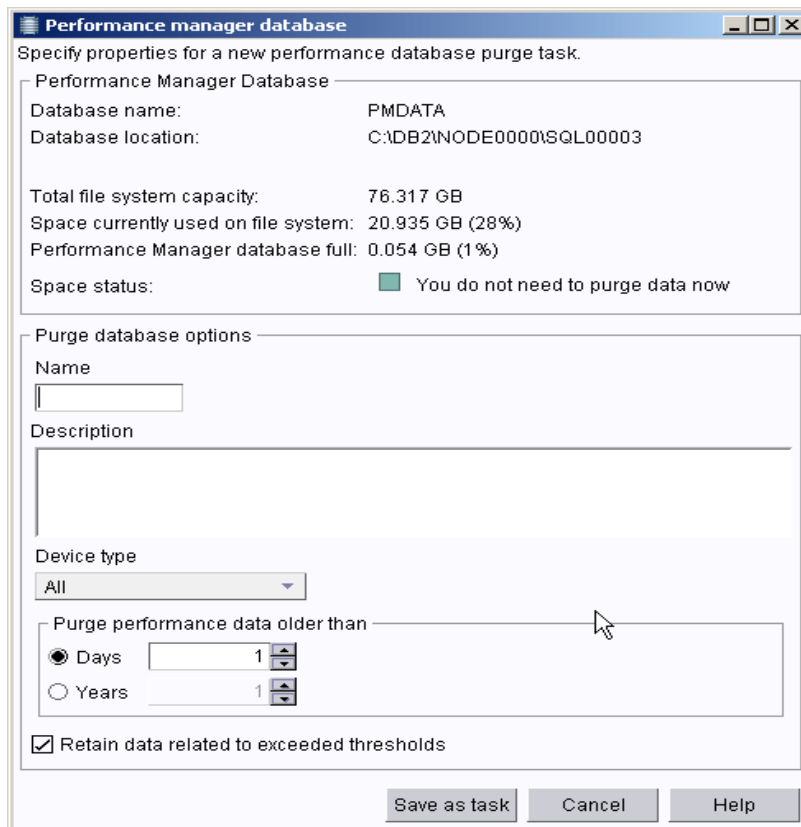 Performance manager database
Specify properties for a new performance database purge task.
Performance Manager Database
Database name: PMDATA
Database location: C:\DB2\NODE0000\SQL00003
Total file system capacity: 76.317 GB
Space currently used on file system: 20.935 GB (28%)
Performance Manager database full: 0.054 GB (1%)
Space status: You do not need to purge data now
Purge database options
Name
Description
Device type
All
Purge performance data older than
Days 1
Years 1
Retain data related to exceeded thresholds
Save as task Cancel Help